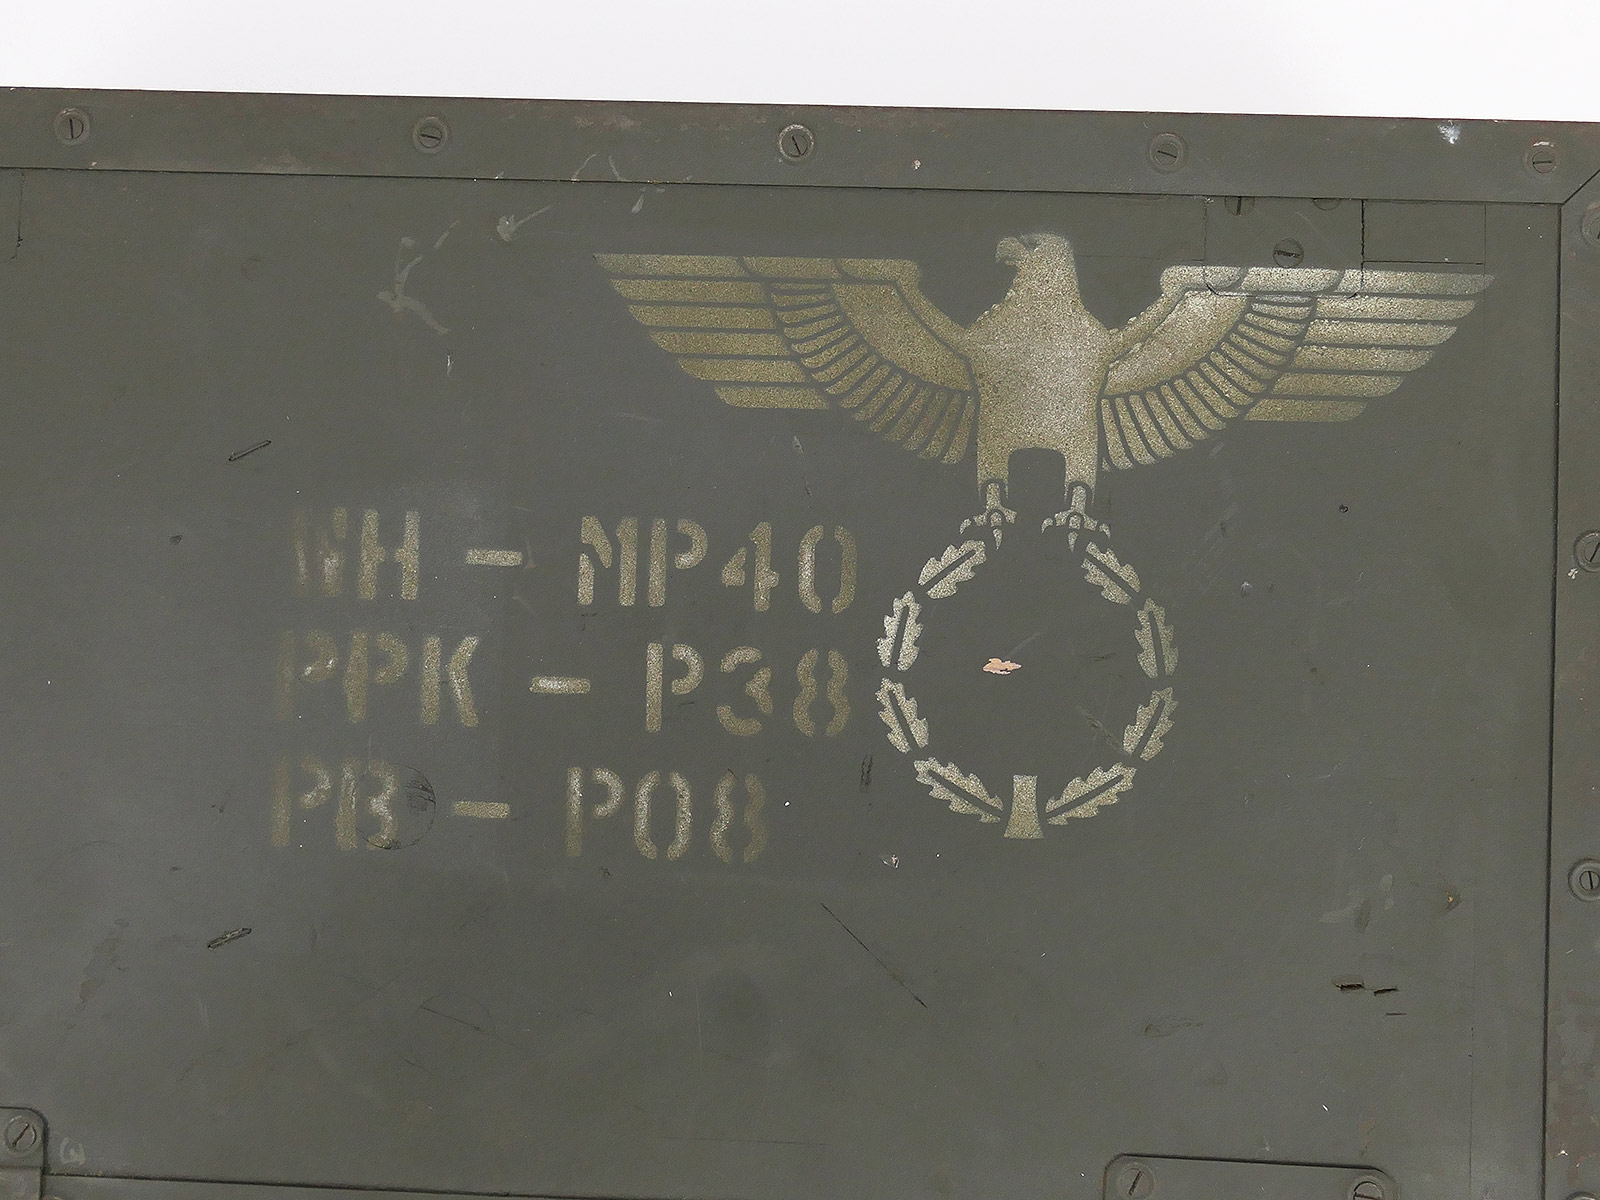 WH - MP40
PPK - P38
PB - P08